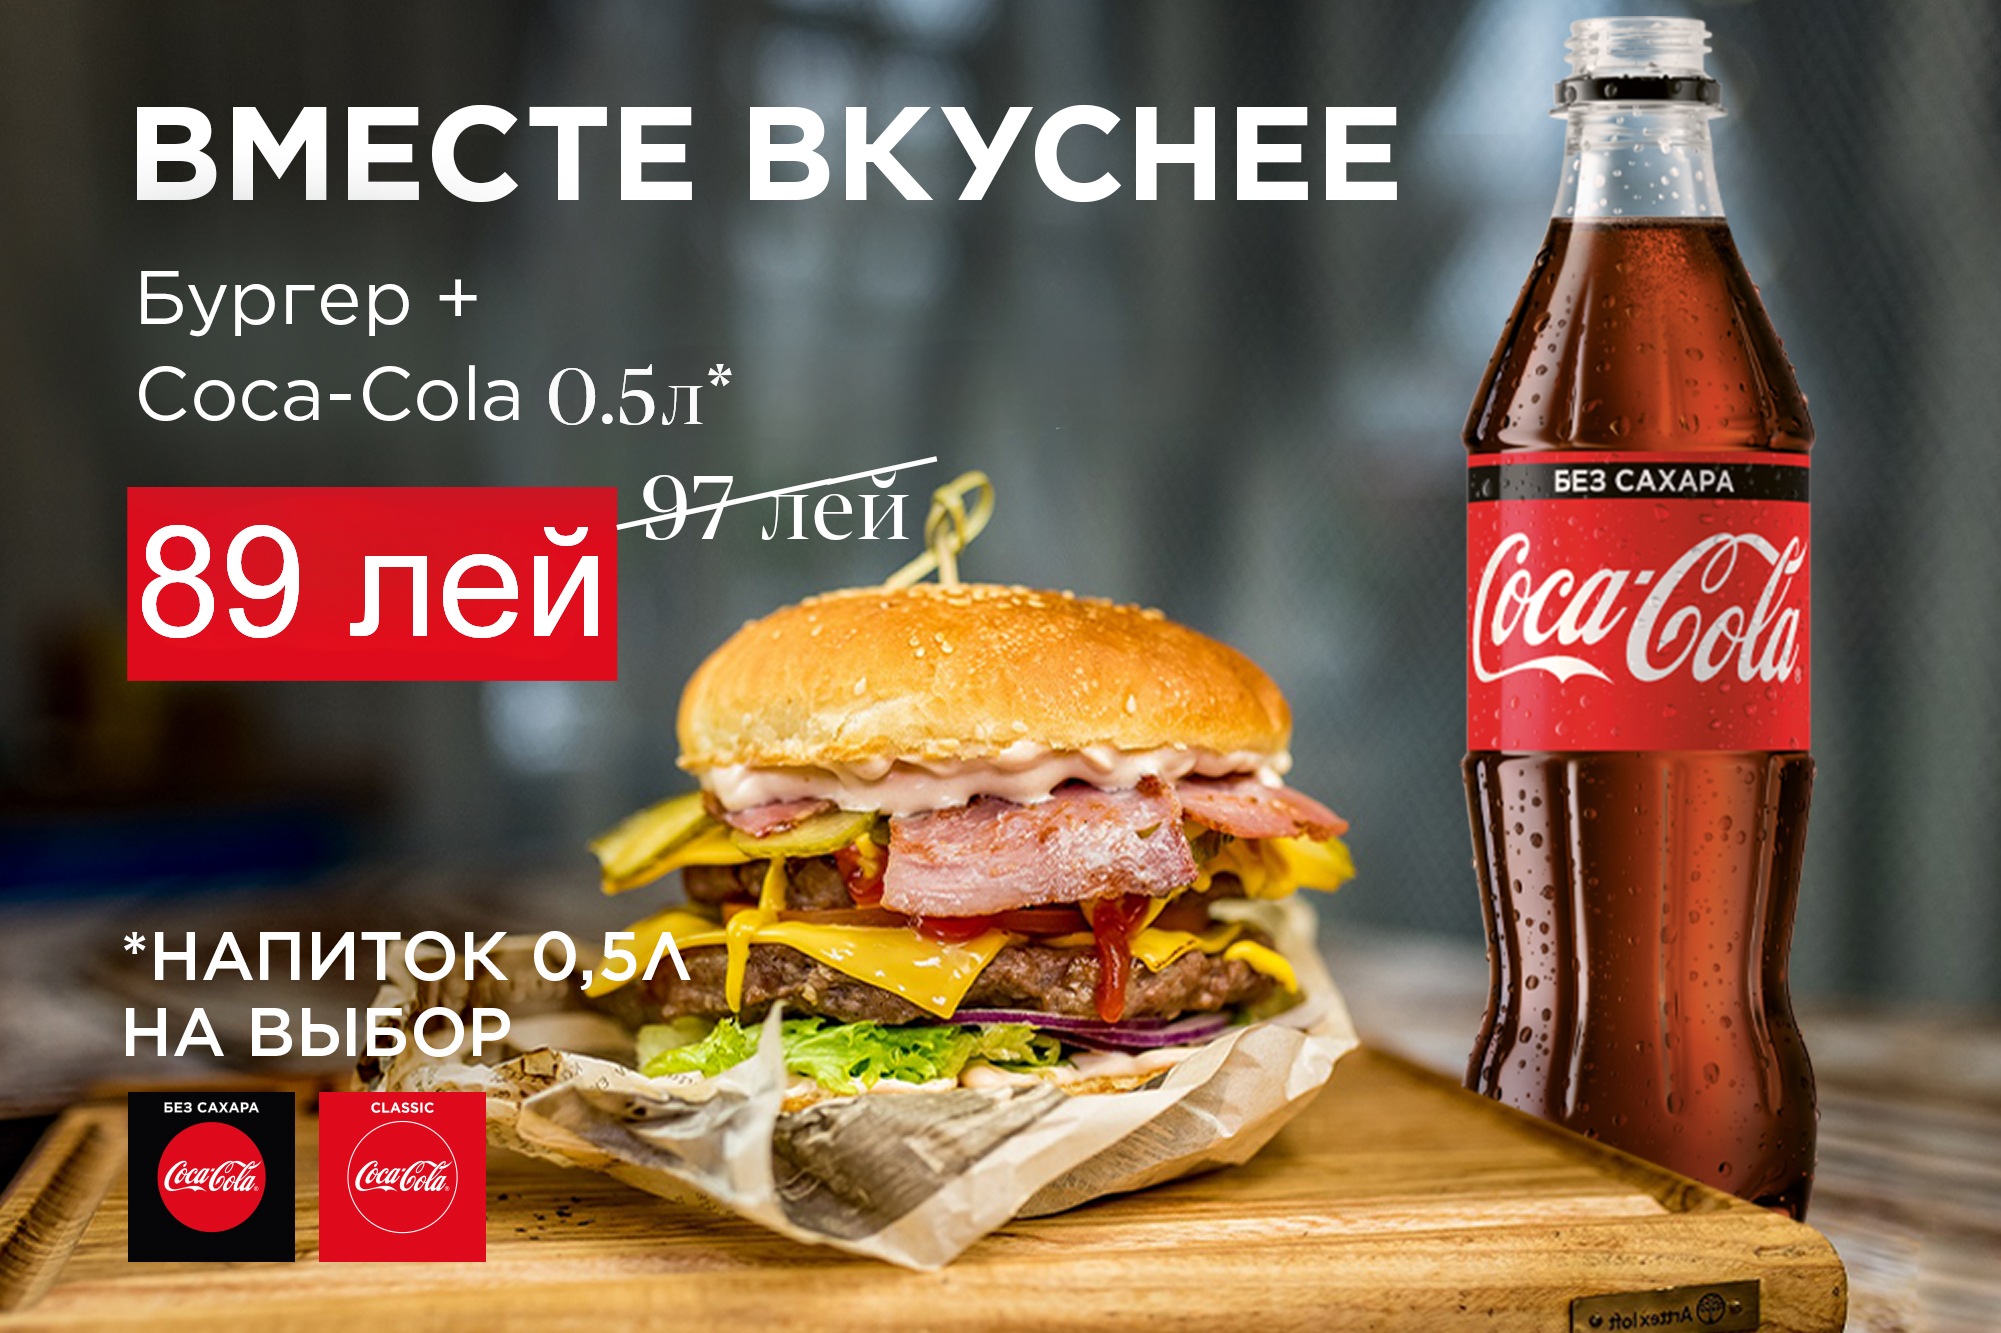 ВМЕСТЕ ВКУСНЕЕ
Бургер +
Coca-Cola 0.5л*
89 лей
97 лей
БЕЗ САХАРА
Coca-Cola
*НАПИТОК 0,5Л
НА ВЫБОР
БЕЗ САХАРА
Coca-Cola
CLASSIC
Coca-Cola
Arttexloft